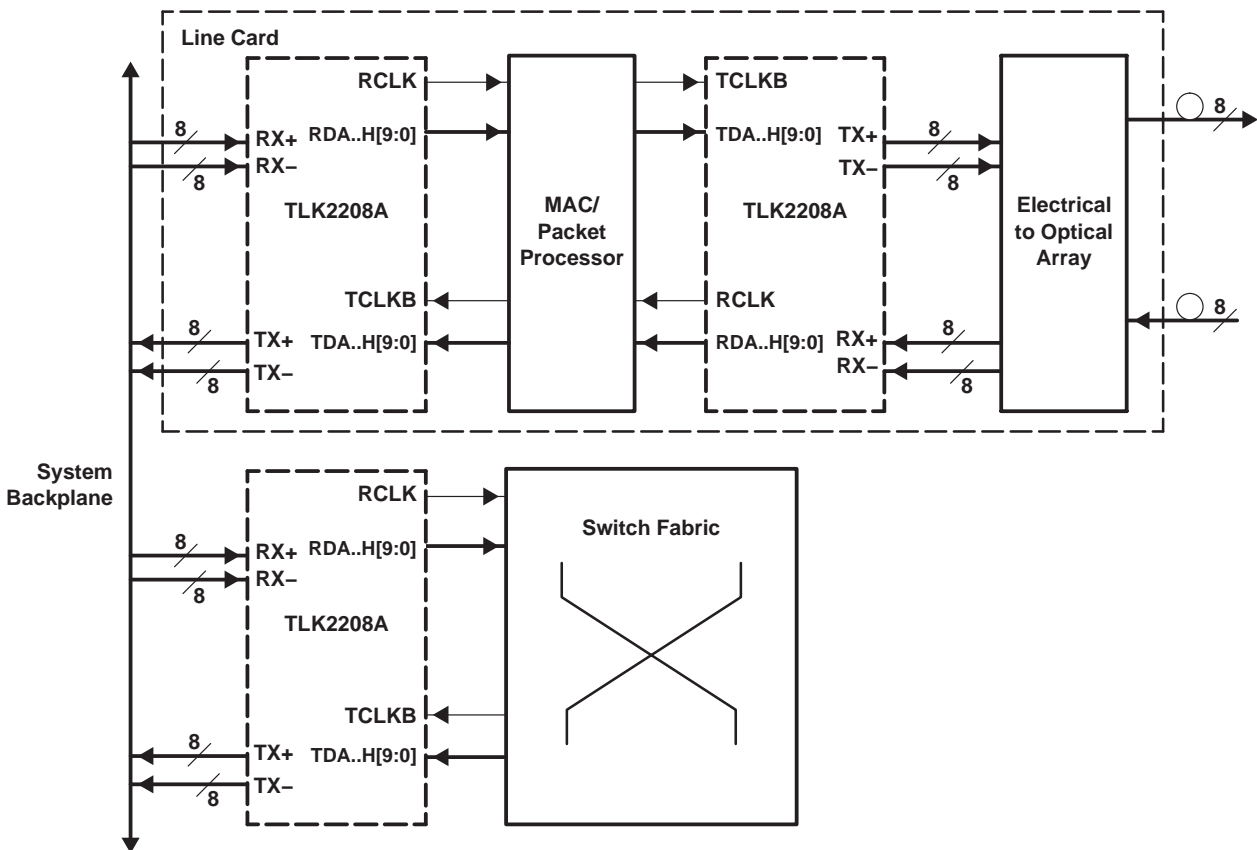 Line Card
RCLK
TCLKB
8
RX+
RDA..H[9:0]
TDA..H[9:0]
TX+
8
8
RX–
8
TX–
8
TLK2208A
MAC/
Packet
Processor
TLK2208A
Electrical
to Optical
Array
TCLKB
RCLK
8
8
TX+
TDA..H[9:0]
RDA..H[9:0]
RX+
8
TX–
8
RX–
8
System
Backplane
RCLK
Switch Fabric
8
RX+
RDA..H[9:0]
RX–
8
TLK2208A
TCLKB
8
TX+
TDA..H[9:0]
TX–
8